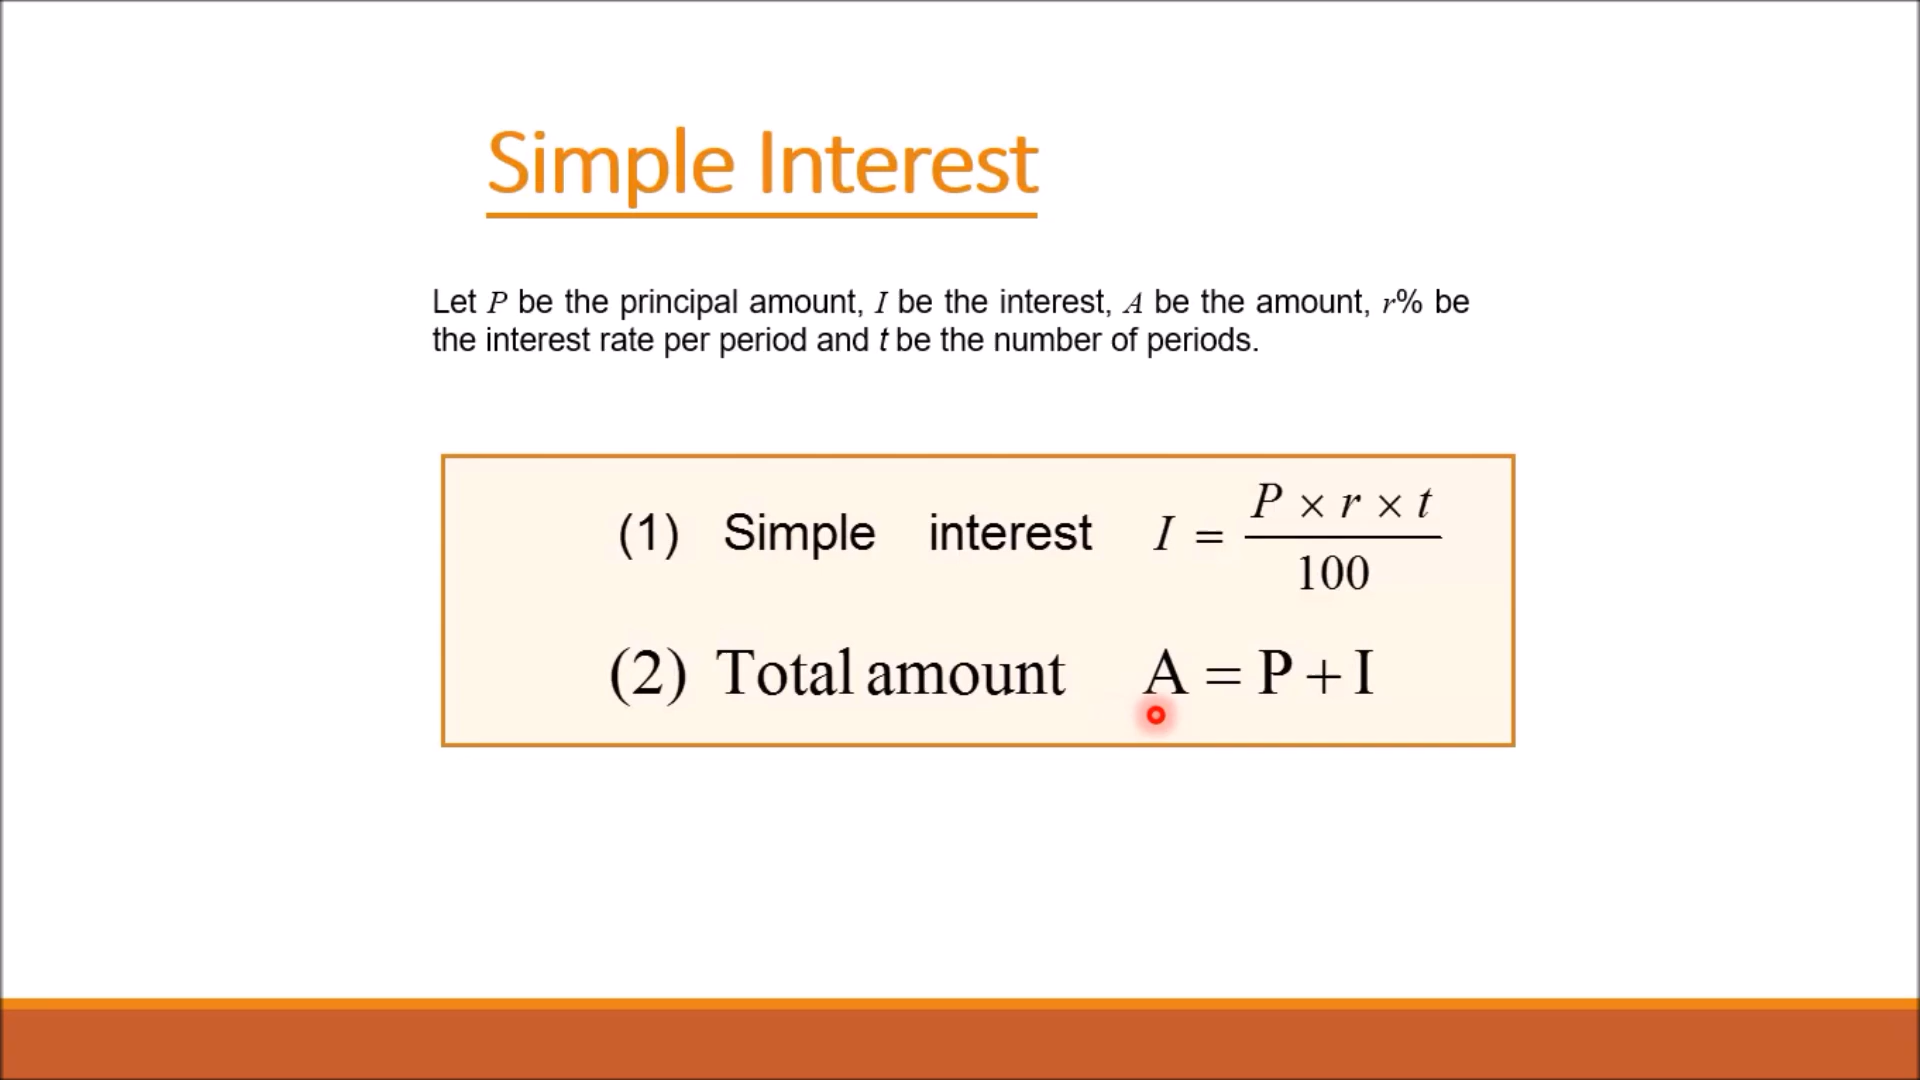 Simple Interest
Let P be the principal amount, I be the interest, A be the amount, r% be
the interest rate per period and t be the number of periods.
(1) Simple interest I = P × r × t / 100
(2) Total amount A = P + I